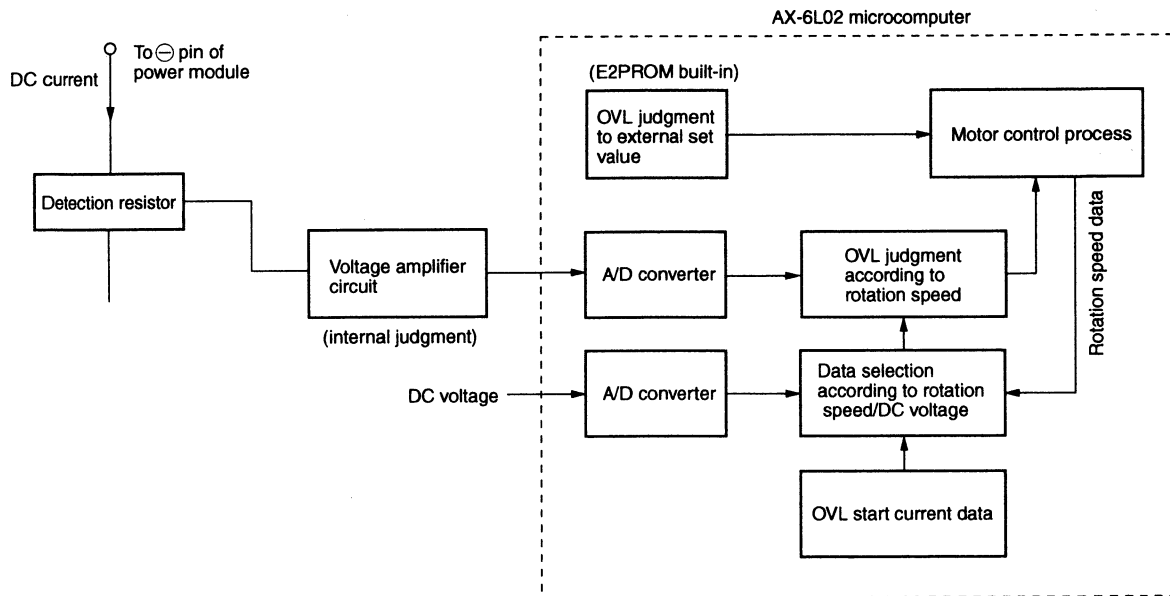 AX-6L02 microcomputer
To ⊖ pin of
power module
DC current
(E2PROM built-in)
OVL judgment
to external set
value
Motor control process
Detection resistor
Rotation speed data
Voltage amplifier
circuit
(internal judgment)
A/D converter
OVL judgment
according to
rotation speed
DC voltage
A/D converter
Data selection
according to rotation
speed/DC voltage
OVL start current data